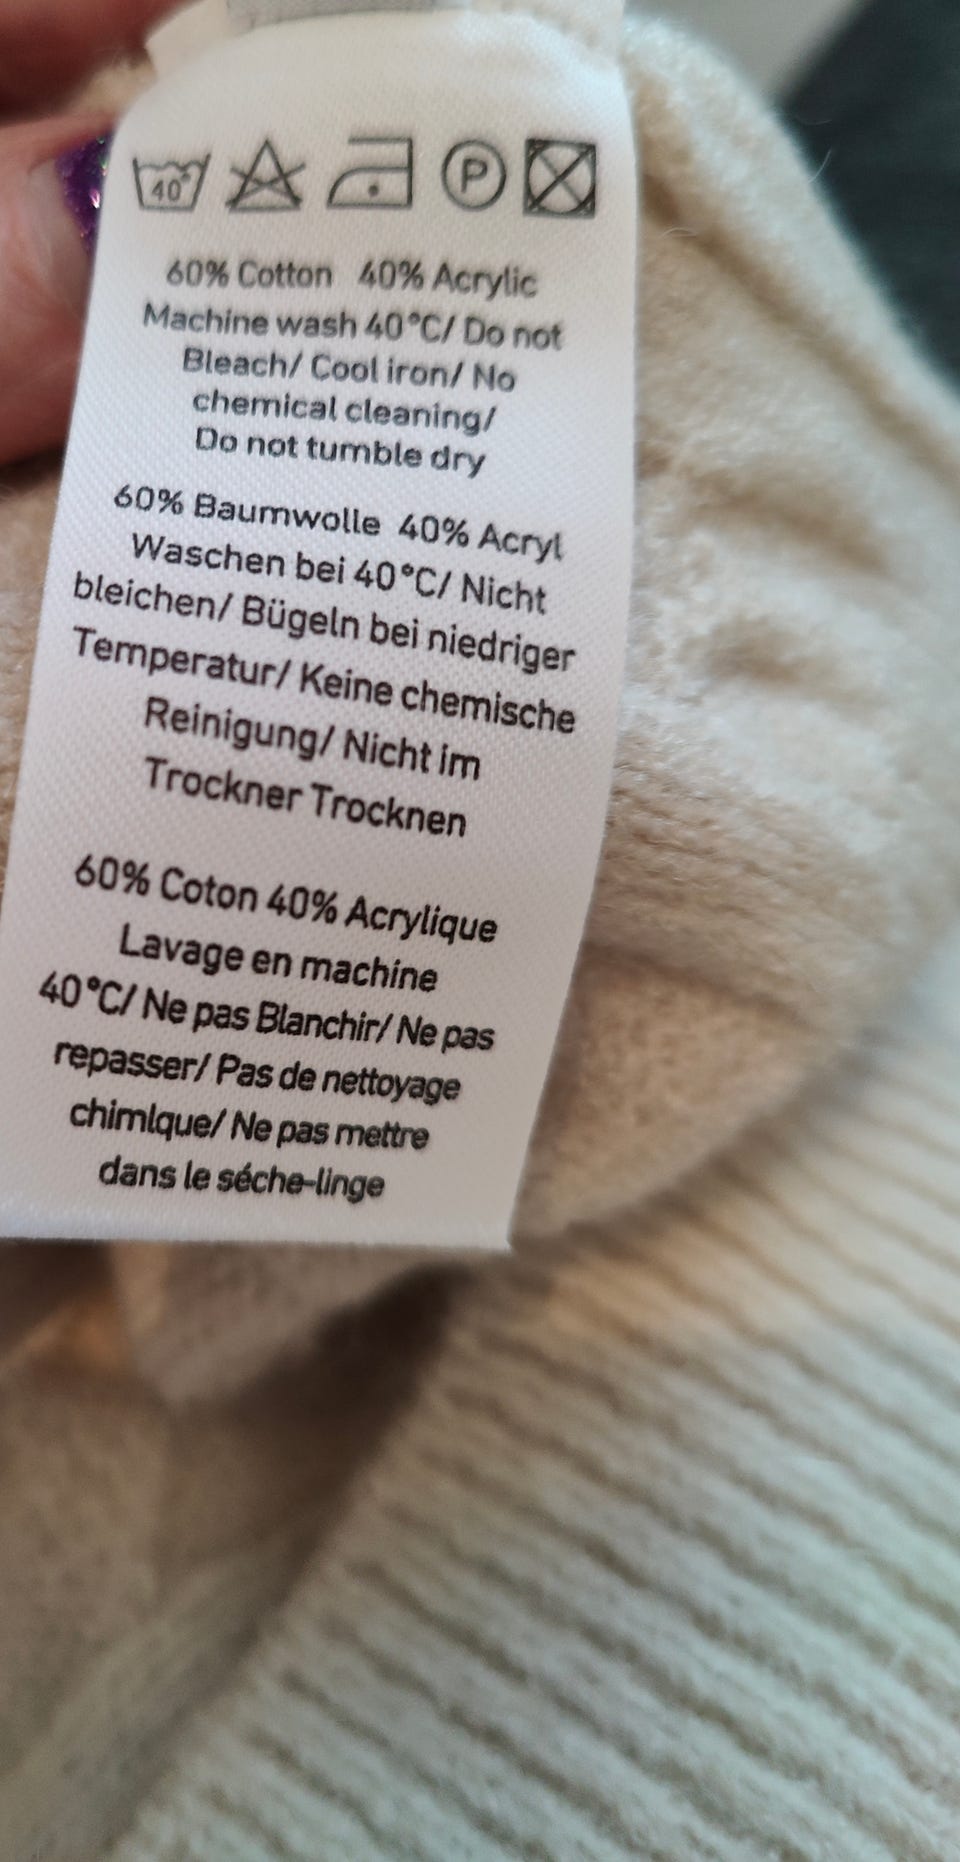 40°
P
60% Cotton 40% Acrylic
Machine wash 40°C/ Do not
Bleach/ Cool iron/ No
chemical cleaning/
Do not tumble dry
60% Baumwolle 40% Acryl
Waschen bei 40°C/ Nicht
bleichen/ Bügeln bei niedriger
Temperatur/ Keine chemische
Reinigung/ Nicht im
Trockner Trocknen
60% Coton 40% Acrylique
Lavage en machine
40°C/ Ne pas Blanchir/ Ne pas
repasser/ Pas de nettoyage
chimlque/ Ne pas mettre
dans le séche-linge